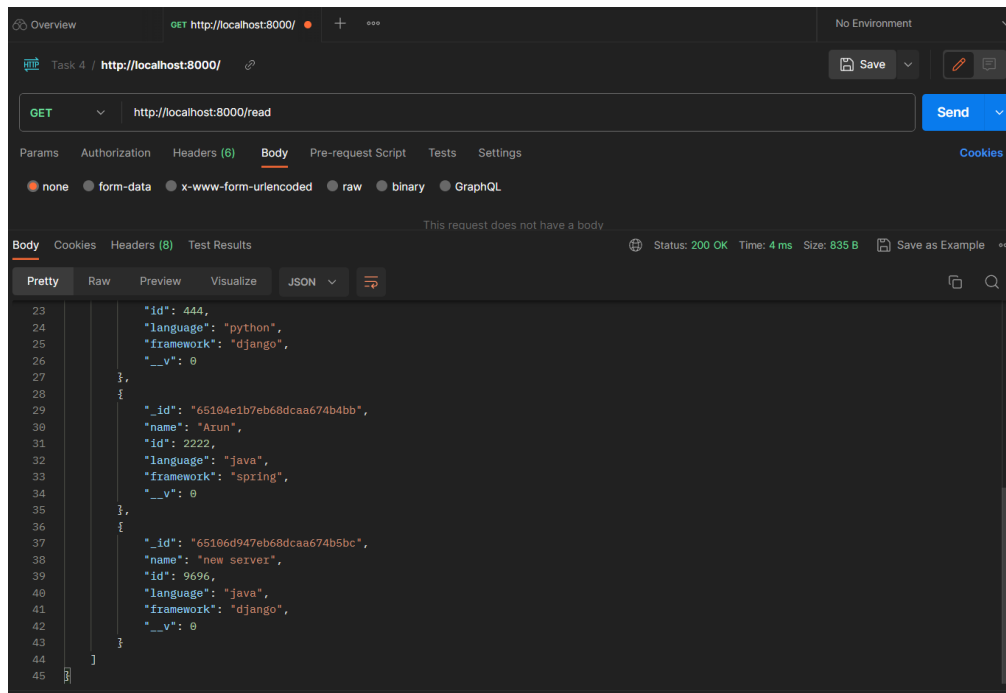 Overview GET http://localhost:8000/ No Environment
HTTP Task 4 / http://localhost:8000/ Save
GET http://localhost:8000/read Send
Params Authorization Headers (6) Body Pre-request Script Tests Settings Cookies
none form-data x-www-form-urlencoded raw binary GraphQL
This request does not have a body
Body Cookies Headers (8) Test Results Status: 200 OK Time: 4 ms Size: 835 B Save as Example
Pretty Raw Preview Visualize JSON
23 "id": 444,
24 "language": "python",
25 "framework": "django",
26 "__v": 0
27 },
28 {
29 "_id": "65104e1b7eb68dcaa674b4bb",
30 "name": "Arun",
31 "id": 2222,
32 "language": "java",
33 "framework": "spring",
34 "__v": 0
35 },
36 {
37 "_id": "65106d947eb68dcaa674b5bc",
38 "name": "new server",
39 "id": 9696,
40 "language": "java",
41 "framework": "django",
42 "__v": 0
43 }
44 ]
45 }